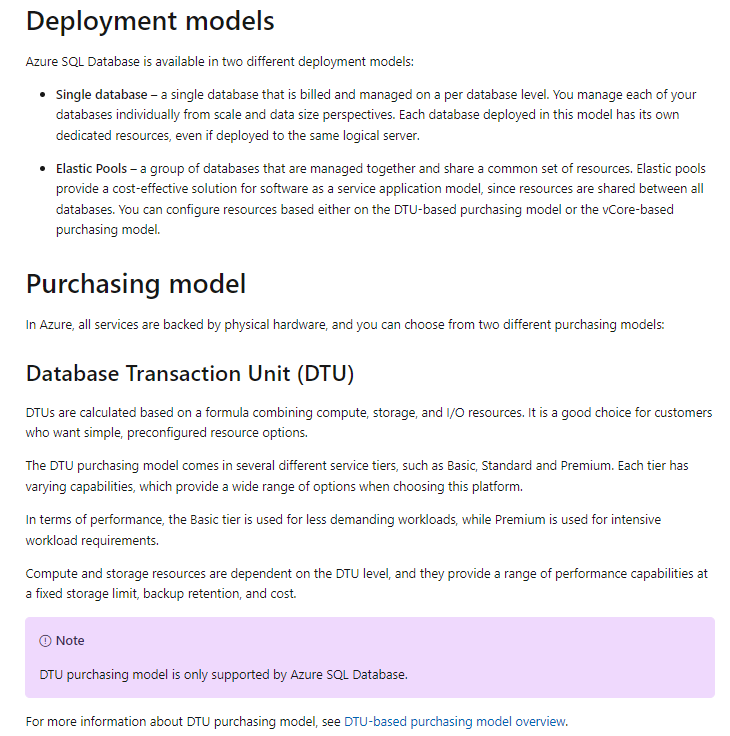 Deployment models
Azure SQL Database is available in two different deployment models:
• Single database – a single database that is billed and managed on a per database level. You manage each of your
databases individually from scale and data size perspectives. Each database deployed in this model has its own
dedicated resources, even if deployed to the same logical server.
• Elastic Pools – a group of databases that are managed together and share a common set of resources. Elastic pools
provide a cost-effective solution for software as a service application model, since resources are shared between all
databases. You can configure resources based either on the DTU-based purchasing model or the vCore-based
purchasing model.
Purchasing model
In Azure, all services are backed by physical hardware, and you can choose from two different purchasing models:
Database Transaction Unit (DTU)
DTUs are calculated based on a formula combining compute, storage, and I/O resources. It is a good choice for customers
who want simple, preconfigured resource options.
The DTU purchasing model comes in several different service tiers, such as Basic, Standard and Premium. Each tier has
varying capabilities, which provide a wide range of options when choosing this platform.
In terms of performance, the Basic tier is used for less demanding workloads, while Premium is used for intensive
workload requirements.
Compute and storage resources are dependent on the DTU level, and they provide a range of performance capabilities at
a fixed storage limit, backup retention, and cost.
Note
DTU purchasing model is only supported by Azure SQL Database.
For more information about DTU purchasing model, see DTU-based purchasing model overview.